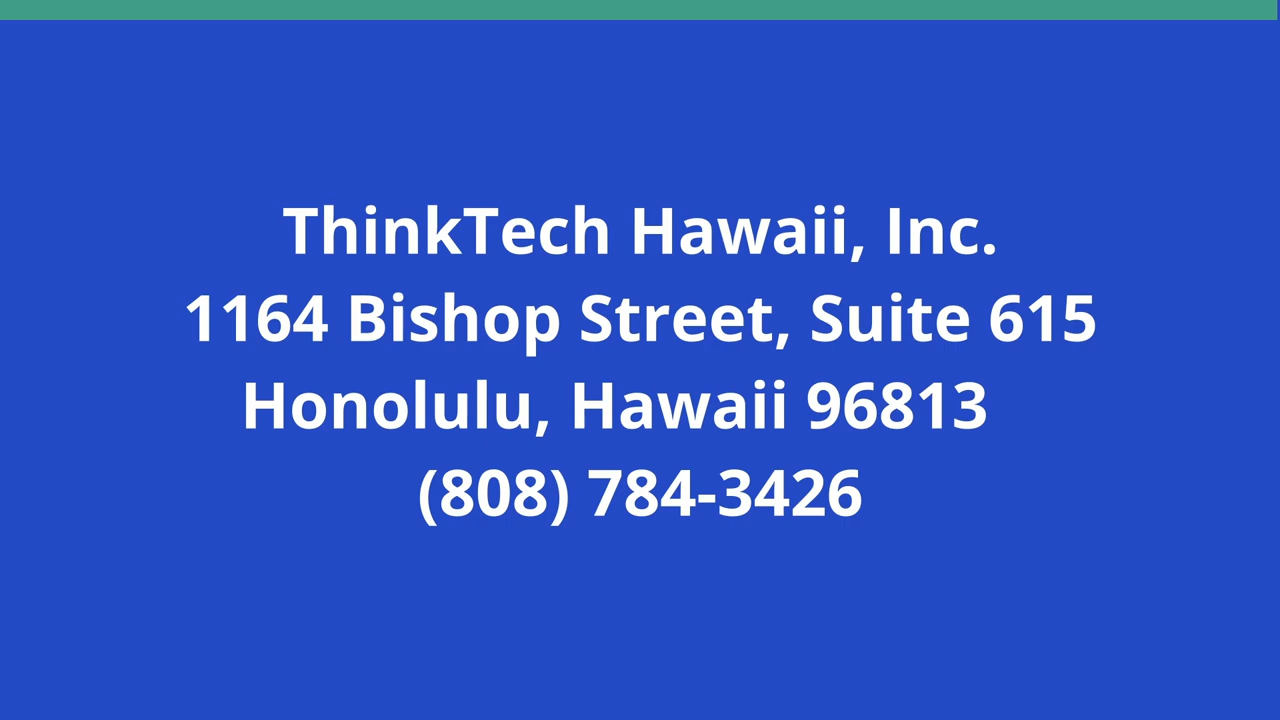 ThinkTech Hawaii, Inc.
1164 Bishop Street, Suite 615
Honolulu, Hawaii 96813
(808) 784-3426